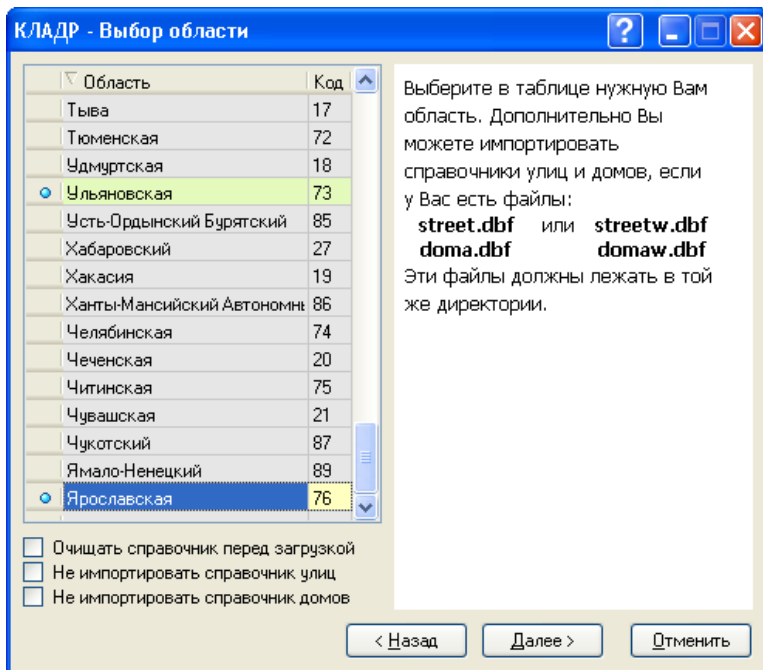 КЛАДР - Выбор области
Область Код
Тыва 17
Тюменская 72
Удмуртская 18
Ульяновская 73
Усть-Ордынский Бурятский 85
Хабаровский 27
Хакасия 19
Ханты-Мансийский Автономны 86
Челябинская 74
Чеченская 20
Читинская 75
Чувашская 21
Чукотский 87
Ямало-Ненецкий 89
Ярославская 76
Очищать справочник перед загрузкой
Не импортировать справочник улиц
Не импортировать справочник домов
Выберите в таблице нужную Вам
область. Дополнительно Вы
можете импортировать
справочники улиц и домов, если
у Вас есть файлы:
street.dbf или streetw.dbf
doma.dbf domaw.dbf
Эти файлы должны лежать в той
же директории.
< Назад Далее > Отменить